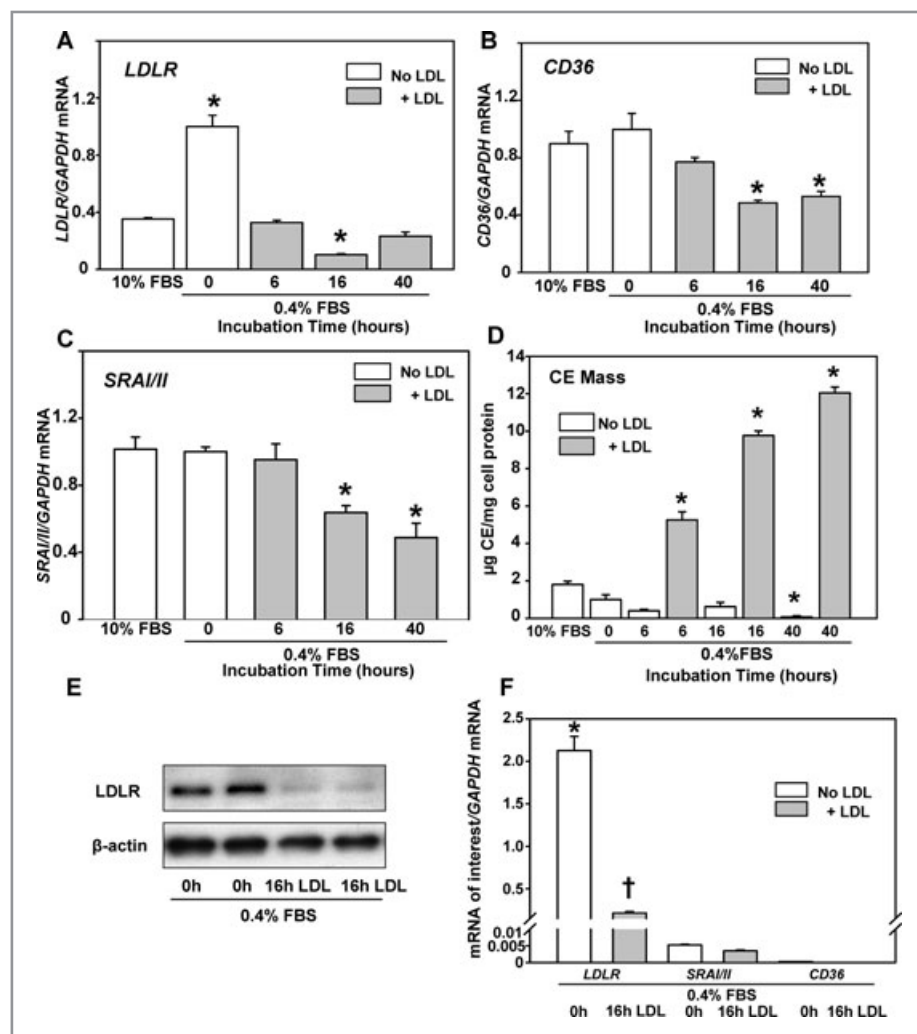 A
LDLR
No LDL
+ LDL
LDLR/GAPDH mRNA
1.2
0.8
0.4
0
*
*
10% FBS 0 6 16 40
0.4% FBS
Incubation Time (hours)
B
CD36
No LDL
+ LDL
CD36/GAPDH mRNA
1.2
0.8
0.4
0
* *
10% FBS 0 6 16 40
0.4% FBS
Incubation Time (hours)
C
SRAI/II
No LDL
+ LDL
SRAI/II/GAPDH mRNA
1.2
0.8
0.4
0
*
*
10% FBS 0 6 16 40
0.4% FBS
Incubation Time (hours)
D
CE Mass
No LDL
+ LDL
µg CE/mg cell protein
14
12
10
8
6
4
2
0
*
*
*
*
10% FBS 0 6 6 16 16 40 40
0.4%FBS
Incubation Time (hours)
E
LDLR
β-actin
0h 0h 16h LDL 16h LDL
0.4% FBS
F
No LDL
+ LDL
mRNA of interest/GAPDH mRNA
2.5
2.0
1.5
1.0
0.5
0.01
0.005
0
*
†
LDLR SRAI/II CD36
0.4% FBS
0h 16h LDL 0h 16h LDL 0h 16h LDL